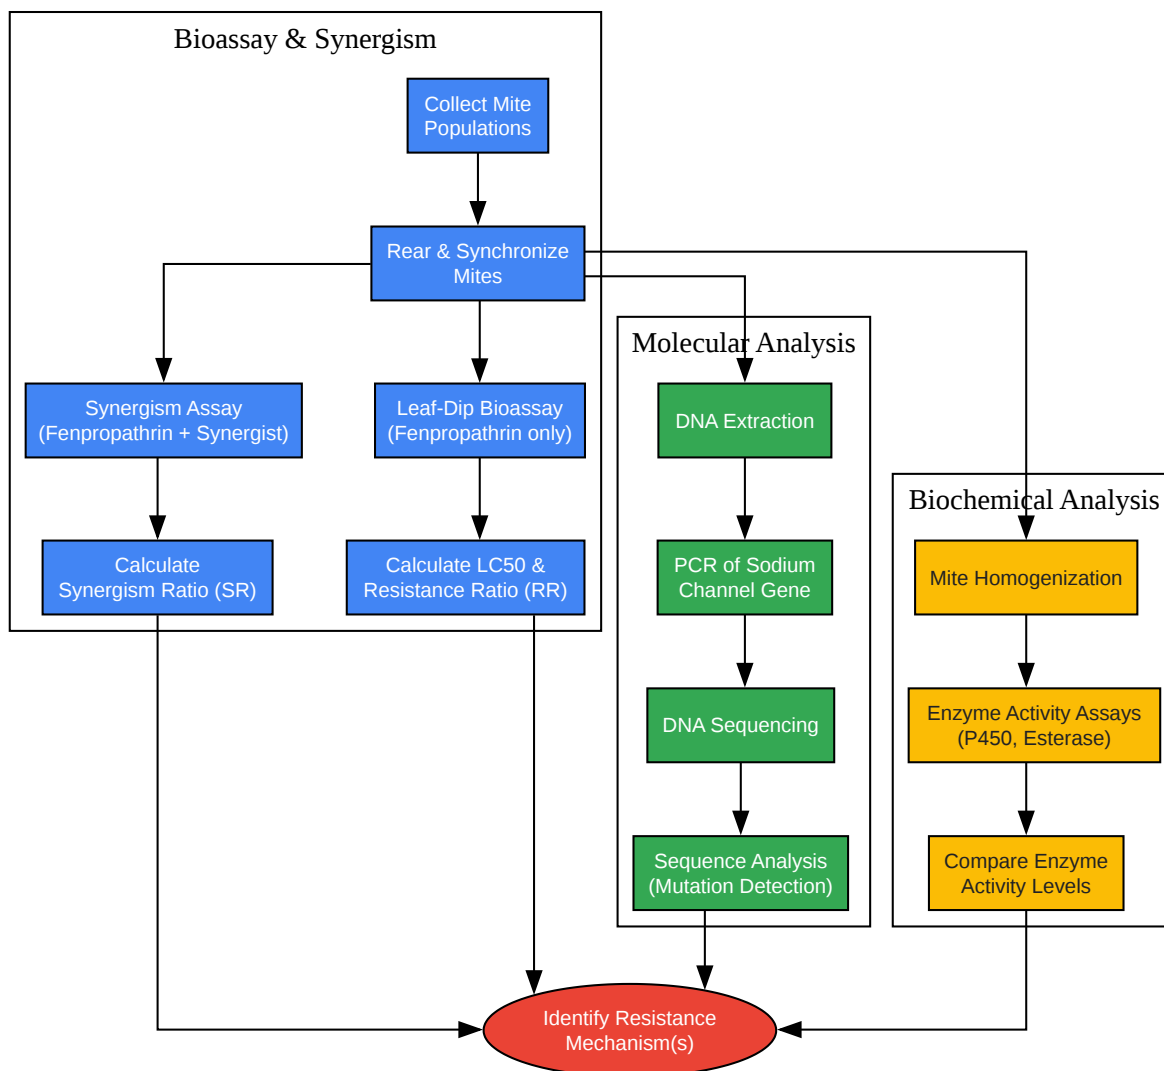 Bioassay & Synergism
Collect Mite
Populations
Rear & Synchronize
Mites
Synergism Assay
(Fenpropathrin + Synergist)
Leaf-Dip Bioassay
(Fenpropathrin only)
Calculate
Synergism Ratio (SR)
Calculate LC50 &
Resistance Ratio (RR)
Molecular Analysis
DNA Extraction
PCR of Sodium
Channel Gene
DNA Sequencing
Sequence Analysis
(Mutation Detection)
Biochemical Analysis
Mite Homogenization
Enzyme Activity Assays
(P450, Esterase)
Compare Enzyme
Activity Levels
Identify Resistance
Mechanism(s)